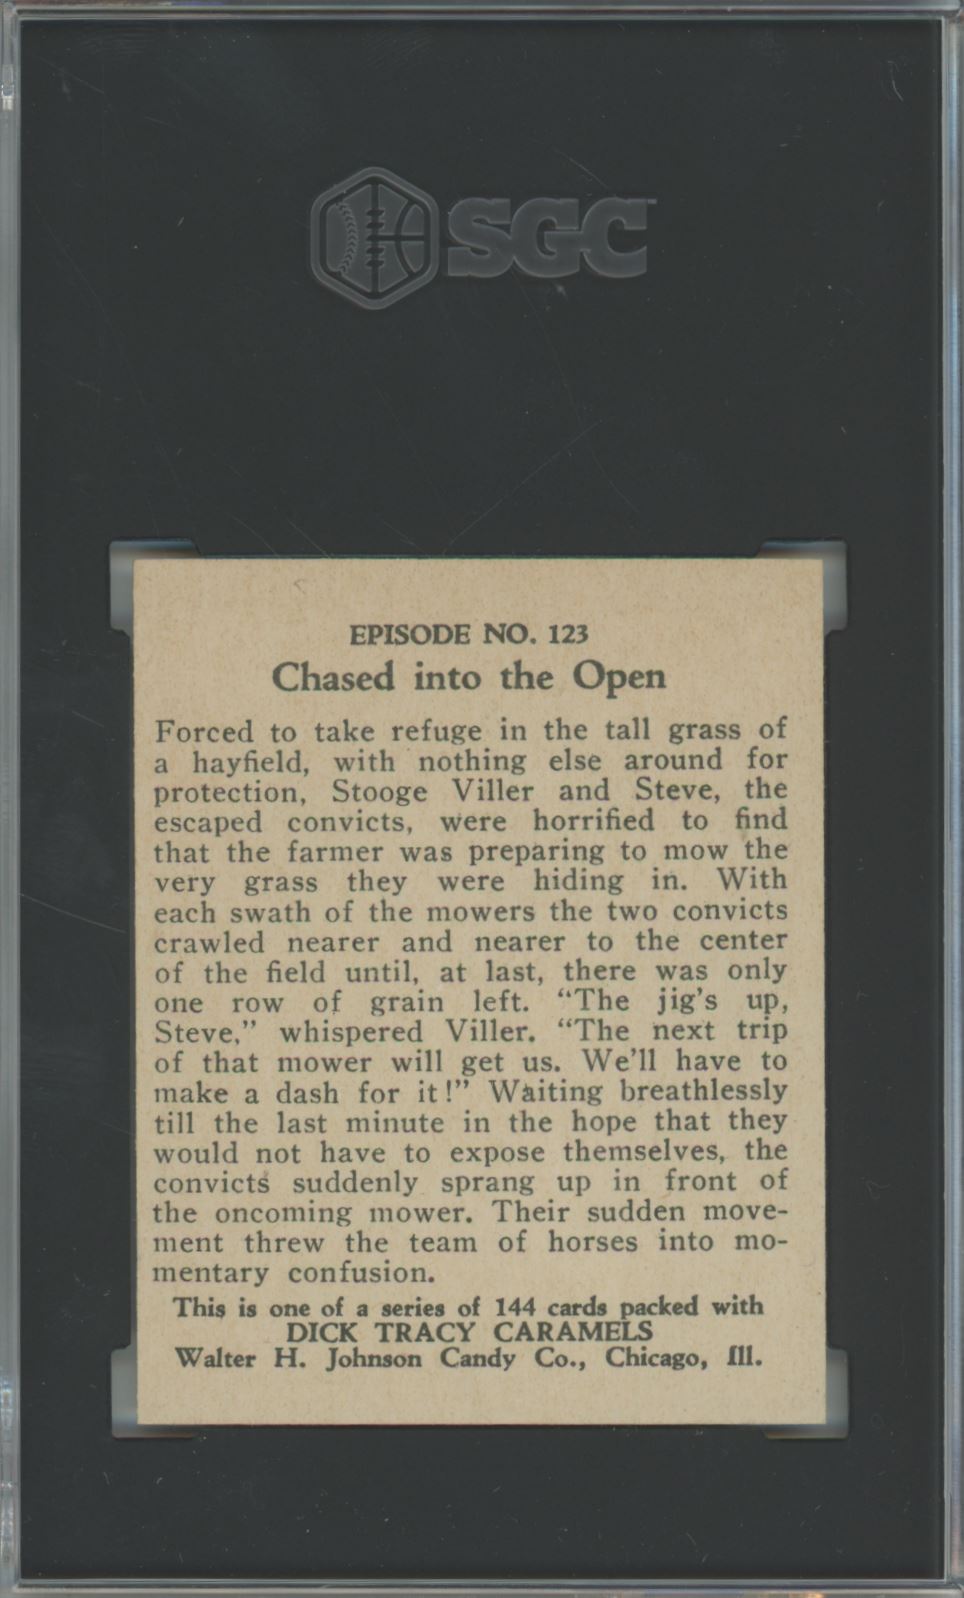 SGC
EPISODE NO. 123
Chased into the Open
Forced to take refuge in the tall grass of
a hayfield, with nothing else around for
protection, Stooge Viller and Steve, the
escaped convicts, were horrified to find
that the farmer was preparing to mow the
very grass they were hiding in. With
each swath of the mowers the two convicts
crawled nearer and nearer to the center
of the field until, at last, there was only
one row of grain left. “The jig's up,
Steve,” whispered Viller. “The next trip
of that mower will get us. We'll have to
make a dash for it!” Waiting breathlessly
till the last minute in the hope that they
would not have to expose themselves, the
convicts suddenly sprang up in front of
the oncoming mower. Their sudden move-
ment threw the team of horses into mo-
mentary confusion.
This is one of a series of 144 cards packed with
DICK TRACY CARAMELS
Walter H. Johnson Candy Co., Chicago, Ill.